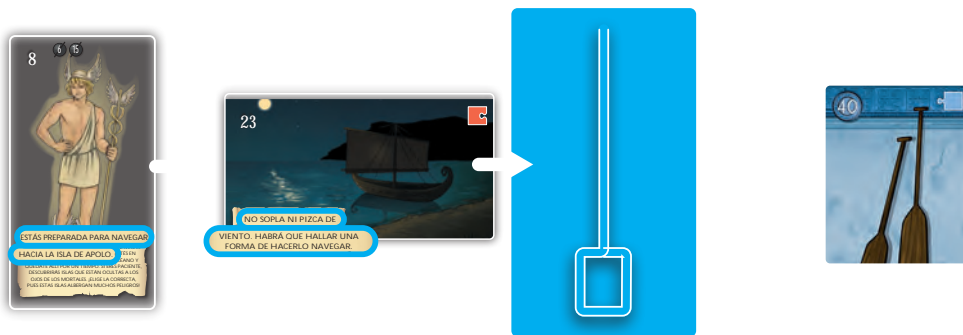 8
6 15
ESTÁS PREPARADA PARA NAVEGAR
HACIA LA ISLA DE APOLO.
DESCUBRIRÁS ISLAS QUE ESTÁN OCULTAS A LOS
OJOS DE LOS MORTALES. ¡ELIGE LA CORRECTA,
PUES ESTAS ISLAS ALBERGAN MUCHOS PELIGROS!
23
NO SOPLA NI PIZCA DE
VIENTO. HABRÁ QUE HALLAR UNA
FORMA DE HACERLO NAVEGAR.
40